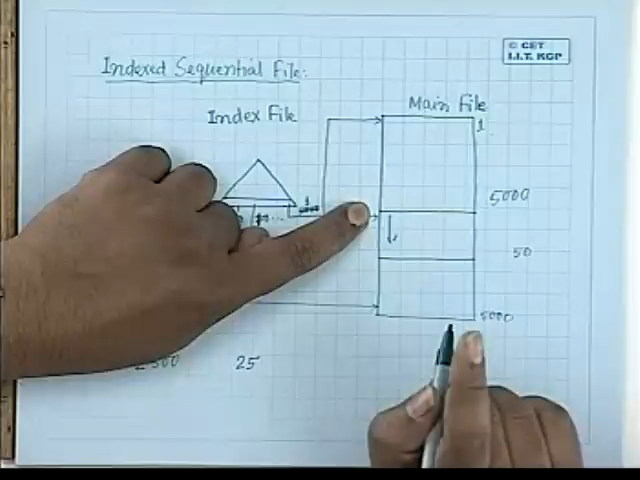 © CET
I.I.T. KGP
Indexed Sequential File:
Index File
Main File
1
5000
50
5000
25